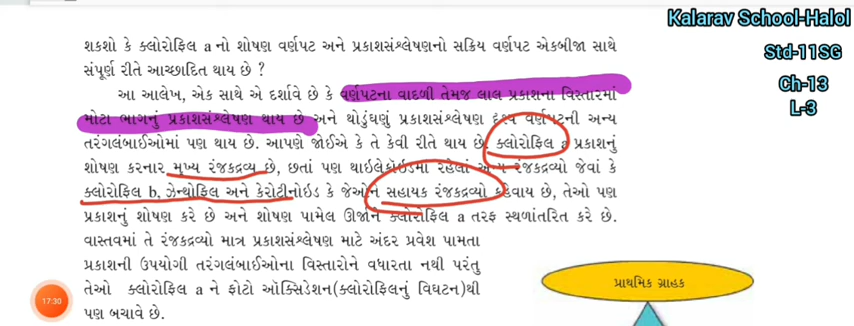 શકશો કે ક્લોરોફિલ a નો શોષણ વર્ણપટ અને પ્રકાશસંશ્લેષણનો સક્રિય વર્ણપટ એકબીજા સાથે
સંપૂર્ણ રીતે આચ્છાદિત થાય છે ?
આ આલેખ, એક સાથે એ દર્શાવે છે કે વર્ણપટના વાદળી તેમજ લાલ પ્રકાશના વિસ્તારમાં
મોટા ભાગનું પ્રકાશસંશ્લેષણ થાય છે અને થોડુંઘણું પ્રકાશસંશ્લેષણ દૃશ્ય વર્ણપટની અન્ય
તરંગલંબાઈઓમાં પણ થાય છે. આપણે જોઈએ કે તે કેવી રીતે થાય છે. ક્લોરોફિલ a પ્રકાશનું
શોષણ કરનાર મુખ્ય રંજકદ્રવ્ય છે, છતાં પણ થાઇલેકૉઇડમાં રહેલાં અન્ય રંજકદ્રવ્યો જેવાં કે
ક્લોરોફિલ b, ઝેન્થોફિલ અને કેરોટીનોઇડ કે જેઓને સહાયક રંજકદ્રવ્યો કહેવાય છે, તેઓ પણ
પ્રકાશનું શોષણ કરે છે અને શોષણ પામેલ ઊર્જાને ક્લોરોફિલ a તરફ સ્થળાંતરિત કરે છે.
વાસ્તવમાં તે રંજકદ્રવ્યો માત્ર પ્રકાશસંશ્લેષણ માટે અંદર પ્રવેશ પામતા
પ્રકાશની ઉપયોગી તરંગલંબાઈઓના વિસ્તારોને વધારતા નથી પરંતુ
તેઓ ક્લોરોફિલ a ને ફોટો ઑક્સિડેશન(ક્લોરોફિલનું વિઘટન)થી
પણ બચાવે છે.
Kalarav School-Halol
Std-11SG
Ch-13
L-3
17:30
પ્રાથમિક ગ્રાહક